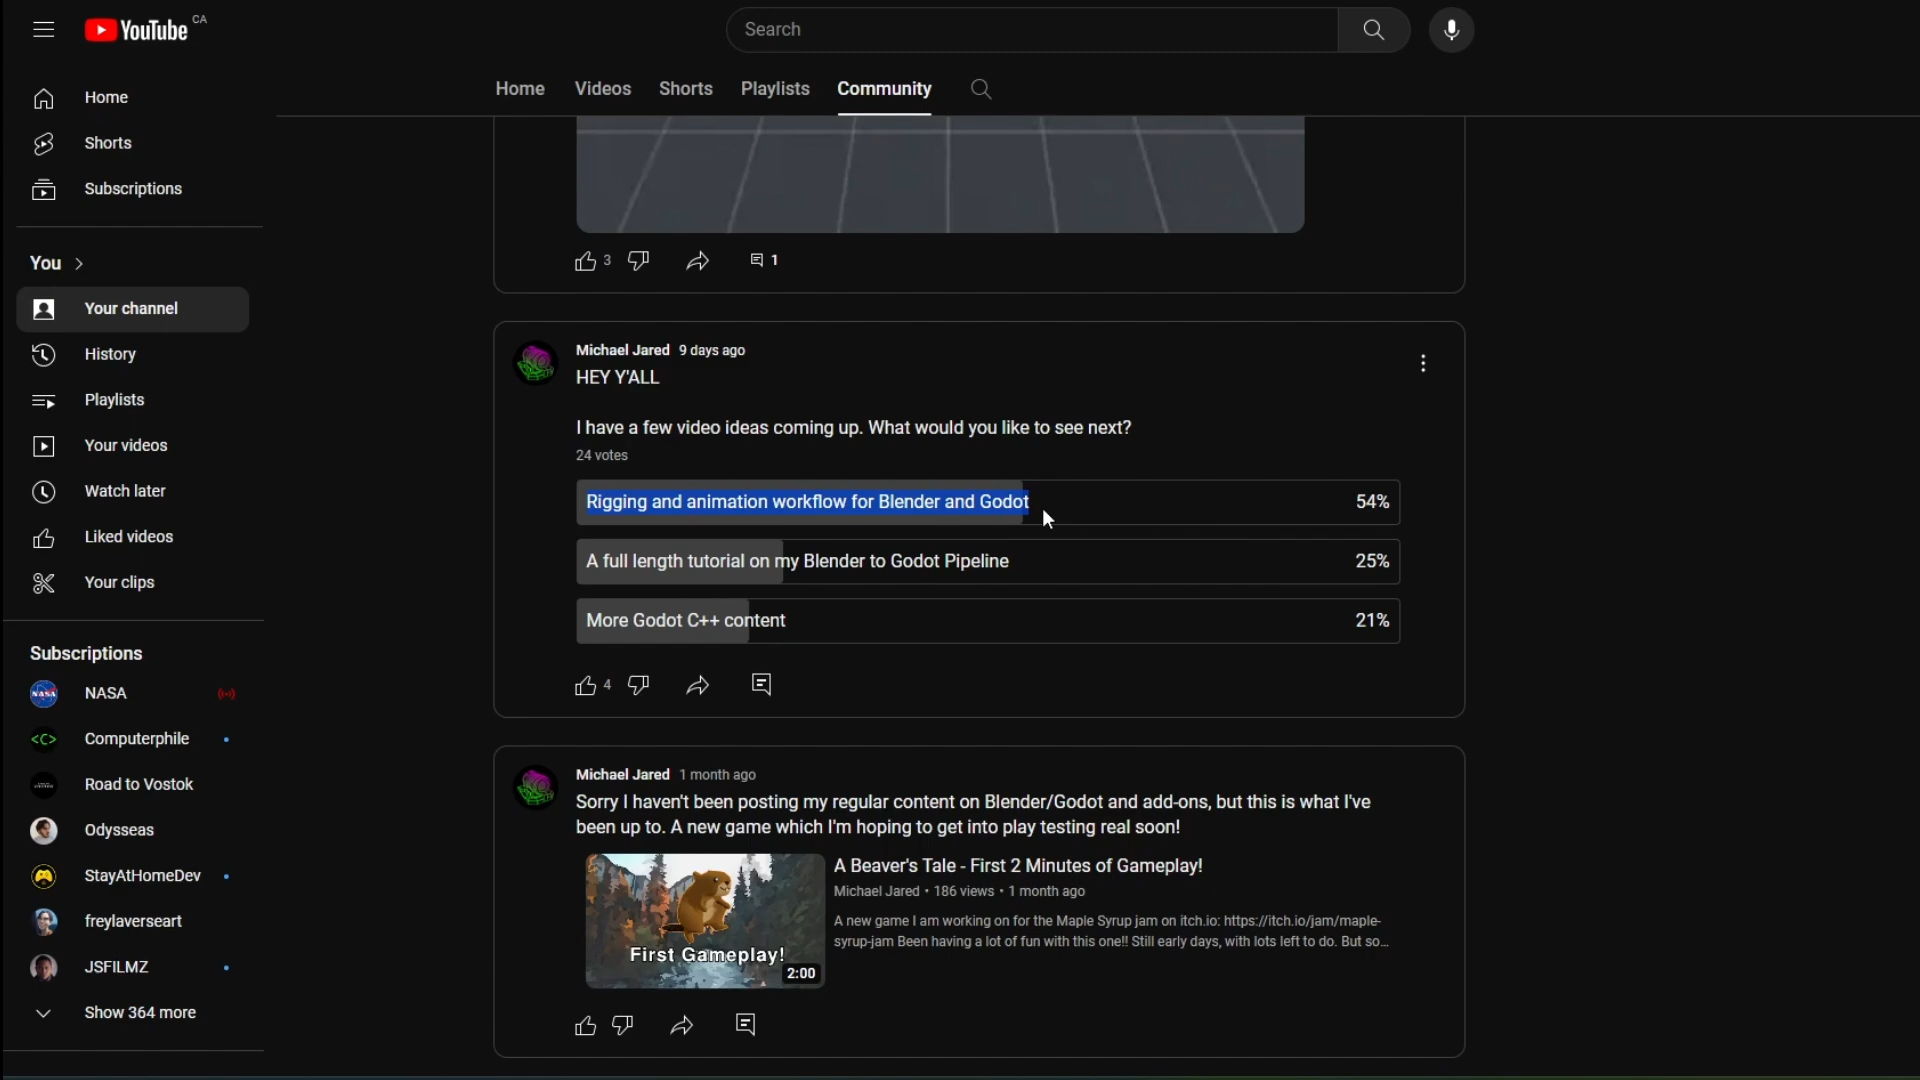 YouTube CA
Search
Home
Videos
Shorts
Playlists
Community
Home
Shorts
Subscriptions
You
Your channel
History
Playlists
Your videos
Watch later
Liked videos
Your clips
Subscriptions
NASA
Computerphile
Road to Vostok
Odysseas
StayAtHomeDev
freylaverseart
JSFILMZ
Show 364 more
3
1
Michael Jared 9 days ago
HEY Y'ALL
I have a few video ideas coming up. What would you like to see next?
24 votes
Rigging and animation workflow for Blender and Godot 54%
A full length tutorial on my Blender to Godot Pipeline 25%
More Godot C++ content 21%
4
Michael Jared 1 month ago
Sorry I haven't been posting my regular content on Blender/Godot and add-ons, but this is what I've
been up to. A new game which I'm hoping to get into play testing real soon!
First Gameplay!
2:00
A Beaver's Tale - First 2 Minutes of Gameplay!
Michael Jared • 186 views • 1 month ago
A new game I am working on for the Maple Syrup jam on itch.io: https://itch.io/jam/maple-
syrup-jam Been having a lot of fun with this one!! Still early days, with lots left to do. But so...